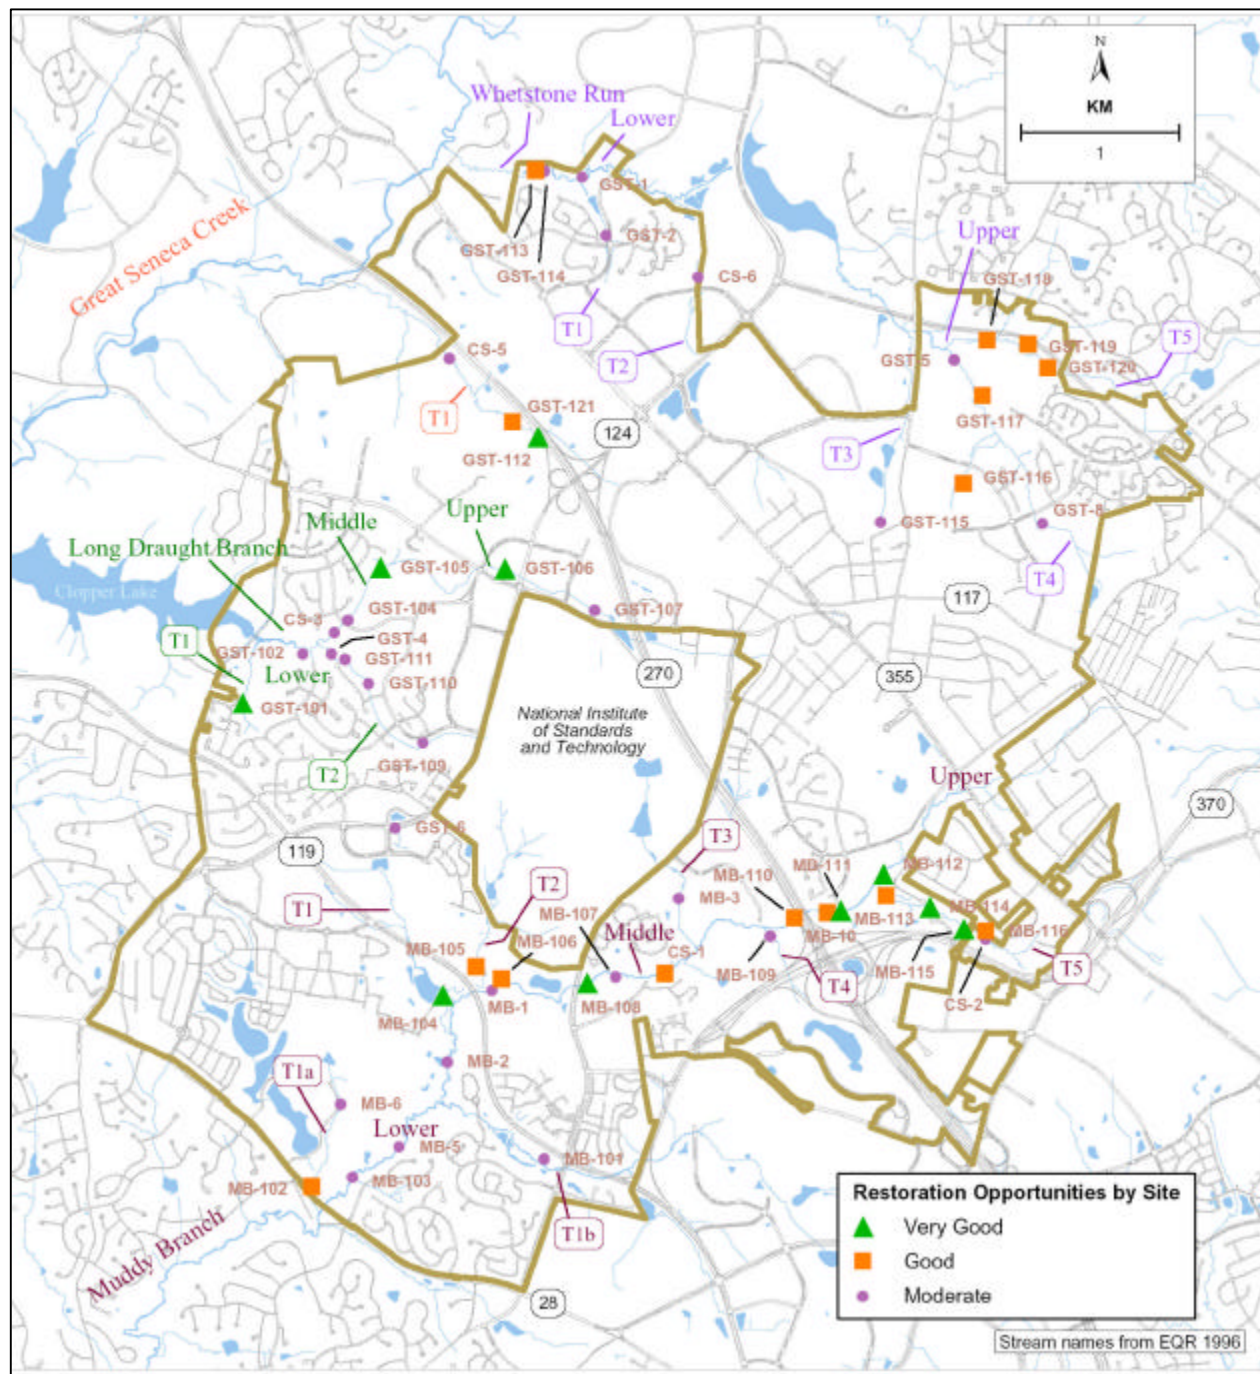 N
KM
1
Whetstone Run
Lower
GST-1
GST-113
GST-2
GST-114
CS-6
Great Seneca Creek
T1
T2
Upper
GST-118
GST-119
T5
GST-120
GST-5
CS-5
T1
GST-121
GST-117
124
T3
GST-112
GST-116
GST-115
GST-8
T4
Middle
Upper
Long Draught Branch
GST-105
GST-106
Clopper Lake
GST-104
GST-107
117
CS-3
T1
GST-4
GST-102
GST-111
Lower
270
355
GST-110
GST-101
National Institute
of Standards
and Technology
T2
GST-109
Upper
370
GST-6
119
T3
MB-111
MB-112
MB-110
T2
MB-3
T1
MB-107
MB-114
MB-113
MB-10
MB-116
Middle
MB-105
MB-106
CS-1
MB-109
MB-115
T5
T4
MB-108
MB-1
CS-2
MB-104
MB-2
T1a
MB-6
Lower
MB-5
MB-101
MB-103
MB-102
T1b
Muddy Branch
28
Restoration Opportunities by Site
Very Good
Good
Moderate
Stream names from EQR 1996